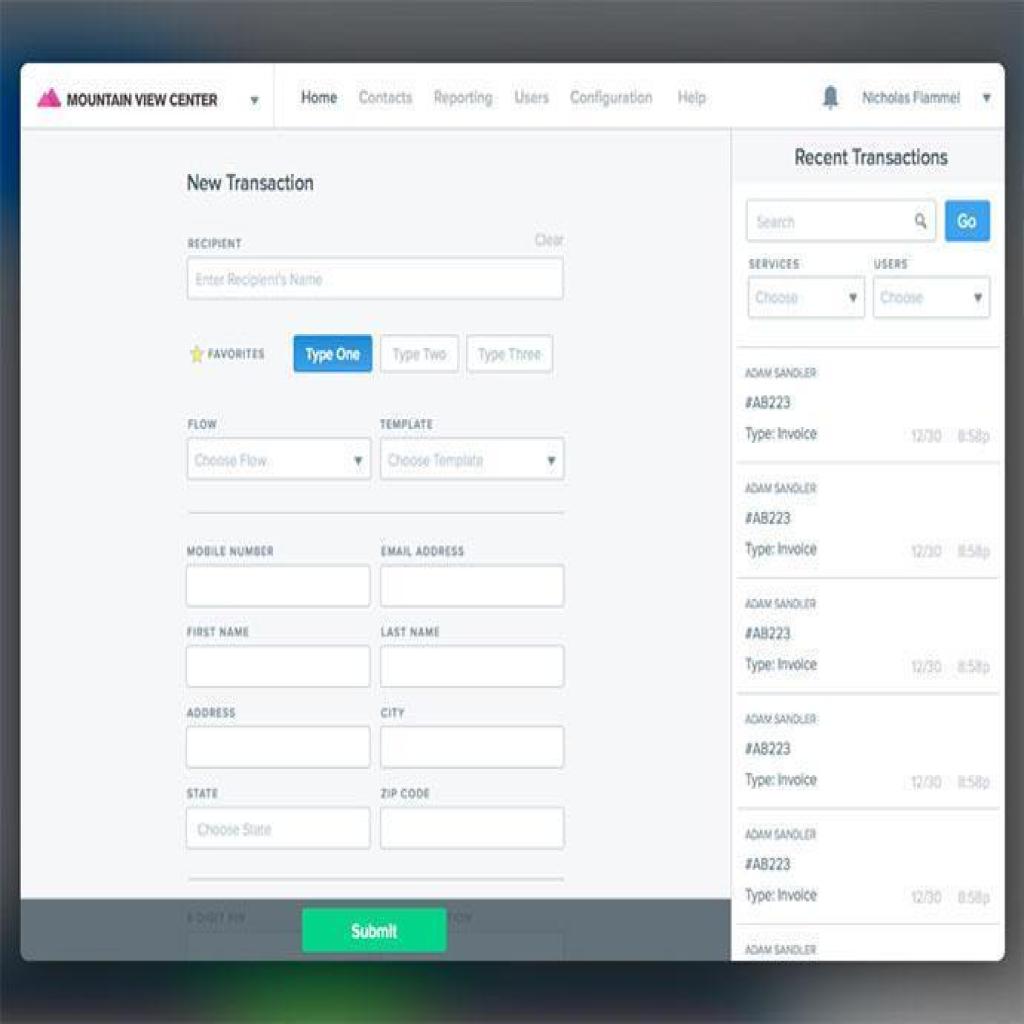 MOUNTAIN VIEW CENTER
Home Contacts Reporting Users Configuration Help
Nicholas Flammel
New Transaction
RECIPIENT Clear
Enter Recipient's Name
FAVORITES Type One Type Two Type Three
FLOW TEMPLATE
Choose Flow Choose Template
MOBILE NUMBER EMAIL ADDRESS
FIRST NAME LAST NAME
ADDRESS CITY
STATE ZIP CODE
Choose State
Submit
Recent Transactions
Search Go
SERVICES USERS
Choose Choose
ADAM SANDLER
#AB223
Type: Invoice 12/30 8:58p
ADAM SANDLER
#AB223
Type: Invoice 12/30 8:58p
ADAM SANDLER
#AB223
Type: Invoice 12/30 8:58p
ADAM SANDLER
#AB223
Type: Invoice 12/30 8:58p
ADAM SANDLER
#AB223
Type: Invoice 12/30 8:58p
ADAM SANDLER